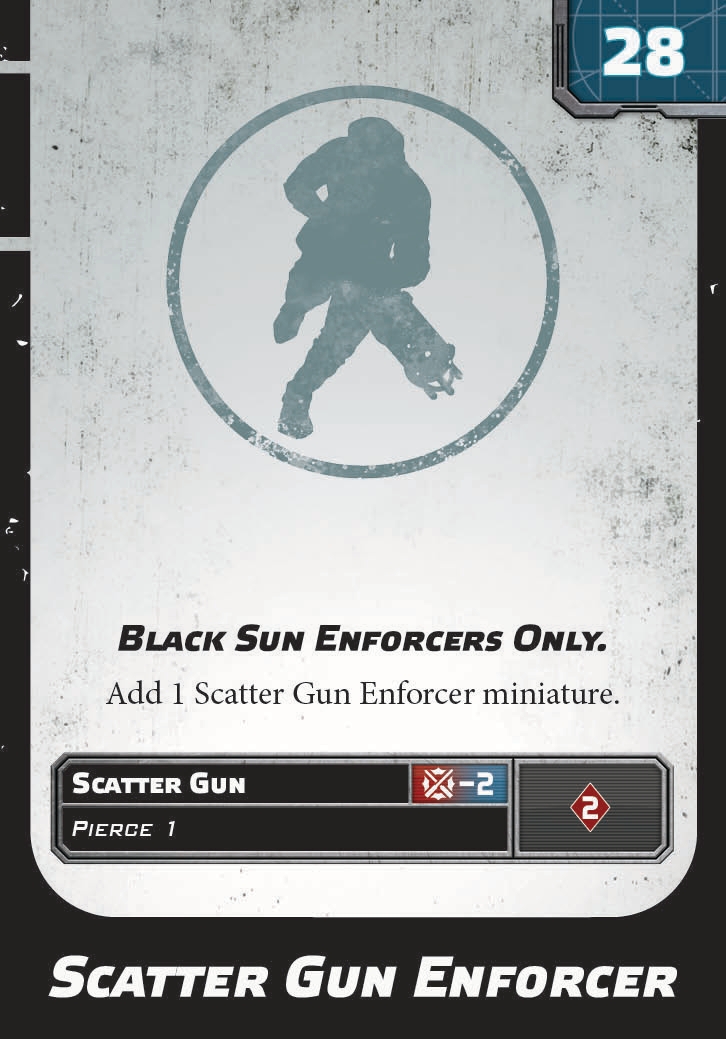 28
BLACK SUN ENFORCERS ONLY.
Add 1 Scatter Gun Enforcer miniature.
SCATTER GUN
-2
2
PIERCE 1
SCATTER GUN ENFORCER